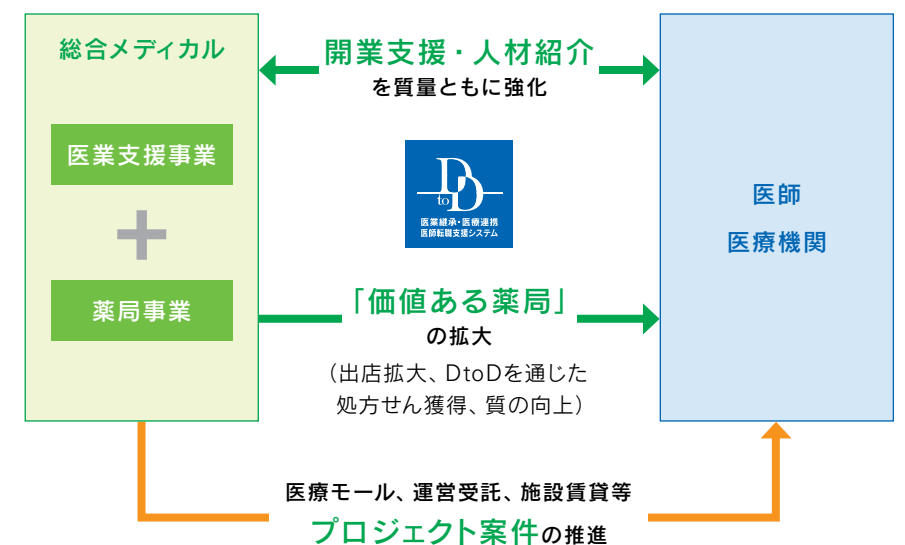 総合メディカル
医業支援事業
＋
薬局事業
開業支援・人材紹介
を質量ともに強化
DtoD
医業継承・医療連携
医師転職支援システム
「価値ある薬局」
の拡大
（出店拡大、DtoDを通じた
処方せん獲得、質の向上）
医師
医療機関
医療モール、運営受託、施設賃貸等
プロジェクト案件の推進